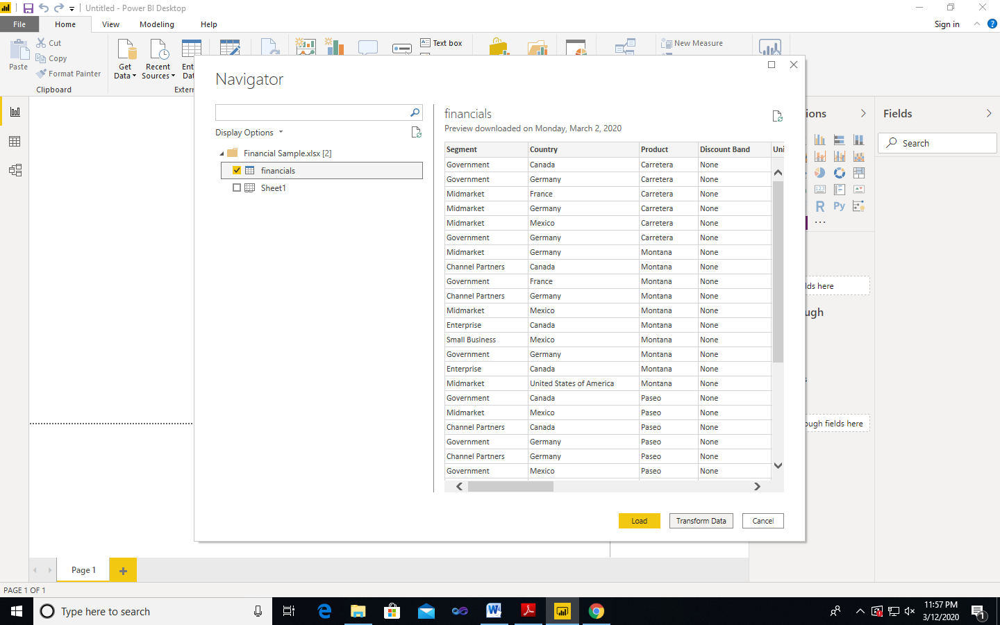 Untitled - Power BI Desktop
File
Home
View
Modeling
Help
Sign in
?
Paste
Cut
Copy
Format Painter
Clipboard
Get
Data
Recent
Sources
Text box
New Measure
Navigator
Display Options
Financial Sample.xlsx [2]
financials
Sheet1
financials
Preview downloaded on Monday, March 2, 2020
Segment Country Product Discount Band
Government Canada Carretera None
Government Germany Carretera None
Midmarket France Carretera None
Midmarket Germany Carretera None
Midmarket Mexico Carretera None
Government Germany Carretera None
Midmarket Germany Montana None
Channel Partners Canada Montana None
Government France Montana None
Channel Partners Germany Montana None
Midmarket Mexico Montana None
Enterprise Canada Montana None
Small Business Mexico Montana None
Government Germany Montana None
Enterprise Canada Montana None
Midmarket United States of America Montana None
Government Canada Paseo None
Midmarket Mexico Paseo None
Channel Partners Canada Paseo None
Government Germany Paseo None
Channel Partners Germany Paseo None
Government Mexico Paseo None
Load
Transform Data
Cancel
Fields
Search
123
R
Py
...
here
fields here
Page 1
PAGE 1 OF 1
Type here to search
11:57 PM
3/12/2020
1